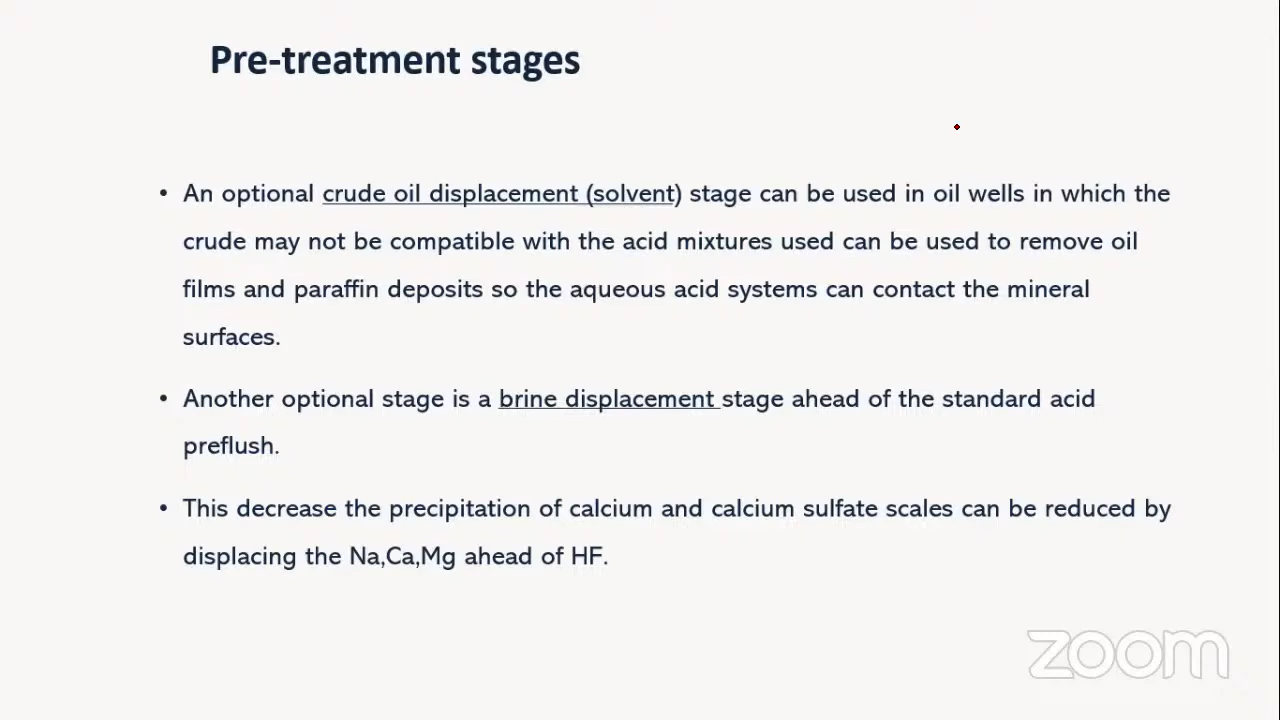 Pre-treatment stages
• An optional crude oil displacement (solvent) stage can be used in oil wells in which the
crude may not be compatible with the acid mixtures used can be used to remove oil
films and paraffin deposits so the aqueous acid systems can contact the mineral
surfaces.
• Another optional stage is a brine displacement stage ahead of the standard acid
preflush.
• This decrease the precipitation of calcium and calcium sulfate scales can be reduced by
displacing the Na,Ca,Mg ahead of HF.
zoom